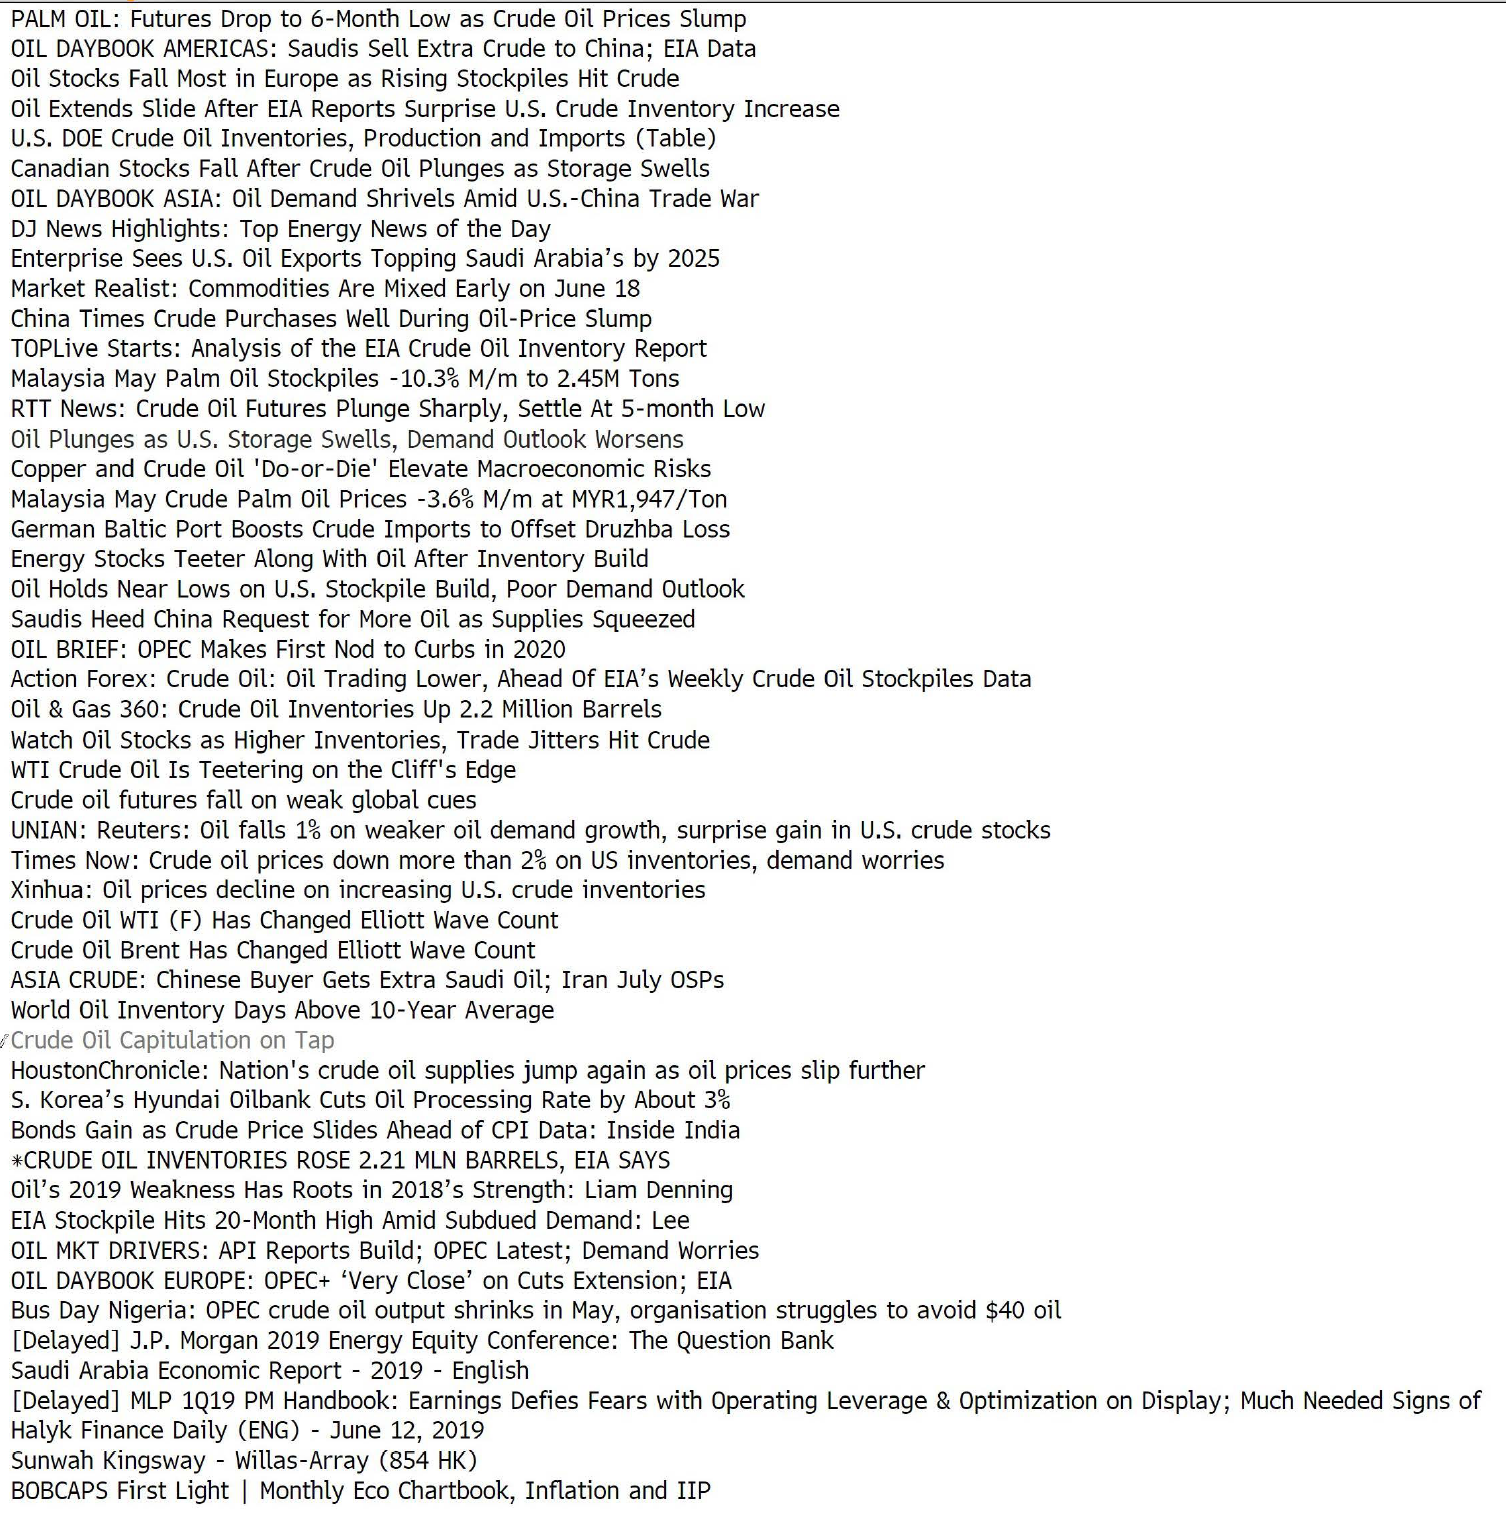 PALM OIL: Futures Drop to 6-Month Low as Crude Oil Prices Slump
OIL DAYBOOK AMERICAS: Saudis Sell Extra Crude to China; EIA Data
Oil Stocks Fall Most in Europe as Rising Stockpiles Hit Crude
Oil Extends Slide After EIA Reports Surprise U.S. Crude Inventory Increase
U.S. DOE Crude Oil Inventories, Production and Imports (Table)
Canadian Stocks Fall After Crude Oil Plunges as Storage Swells
OIL DAYBOOK ASIA: Oil Demand Shrivels Amid U.S.-China Trade War
DJ News Highlights: Top Energy News of the Day
Enterprise Sees U.S. Oil Exports Topping Saudi Arabia’s by 2025
Market Realist: Commodities Are Mixed Early on June 18
China Times Crude Purchases Well During Oil-Price Slump
TOPLive Starts: Analysis of the EIA Crude Oil Inventory Report
Malaysia May Palm Oil Stockpiles -10.3% M/m to 2.45M Tons
RTT News: Crude Oil Futures Plunge Sharply, Settle At 5-month Low
Oil Plunges as U.S. Storage Swells, Demand Outlook Worsens
Copper and Crude Oil 'Do-or-Die' Elevate Macroeconomic Risks
Malaysia May Crude Palm Oil Prices -3.6% M/m at MYR1,947/Ton
German Baltic Port Boosts Crude Imports to Offset Druzhba Loss
Energy Stocks Teeter Along With Oil After Inventory Build
Oil Holds Near Lows on U.S. Stockpile Build, Poor Demand Outlook
Saudis Heed China Request for More Oil as Supplies Squeezed
OIL BRIEF: OPEC Makes First Nod to Curbs in 2020
Action Forex: Crude Oil: Oil Trading Lower, Ahead Of EIA’s Weekly Crude Oil Stockpiles Data
Oil & Gas 360: Crude Oil Inventories Up 2.2 Million Barrels
Watch Oil Stocks as Higher Inventories, Trade Jitters Hit Crude
WTI Crude Oil Is Teetering on the Cliff's Edge
Crude oil futures fall on weak global cues
UNIAN: Reuters: Oil falls 1% on weaker oil demand growth, surprise gain in U.S. crude stocks
Times Now: Crude oil prices down more than 2% on US inventories, demand worries
Xinhua: Oil prices decline on increasing U.S. crude inventories
Crude Oil WTI (F) Has Changed Elliott Wave Count
Crude Oil Brent Has Changed Elliott Wave Count
ASIA CRUDE: Chinese Buyer Gets Extra Saudi Oil; Iran July OSPs
World Oil Inventory Days Above 10-Year Average
Crude Oil Capitulation on Tap
HoustonChronicle: Nation's crude oil supplies jump again as oil prices slip further
S. Korea’s Hyundai Oilbank Cuts Oil Processing Rate by About 3%
Bonds Gain as Crude Price Slides Ahead of CPI Data: Inside India
*CRUDE OIL INVENTORIES ROSE 2.21 MLN BARRELS, EIA SAYS
Oil’s 2019 Weakness Has Roots in 2018’s Strength: Liam Denning
EIA Stockpile Hits 20-Month High Amid Subdued Demand: Lee
OIL MKT DRIVERS: API Reports Build; OPEC Latest; Demand Worries
OIL DAYBOOK EUROPE: OPEC+ ‘Very Close’ on Cuts Extension; EIA
Bus Day Nigeria: OPEC crude oil output shrinks in May, organisation struggles to avoid $40 oil
[Delayed] J.P. Morgan 2019 Energy Equity Conference: The Question Bank
Saudi Arabia Economic Report - 2019 - English
[Delayed] MLP 1Q19 PM Handbook: Earnings Defies Fears with Operating Leverage & Optimization on Display; Much Needed Signs of
Halyk Finance Daily (ENG) - June 12, 2019
Sunwah Kingsway - Willas-Array (854 HK)
BOBCAPS First Light | Monthly Eco Chartbook, Inflation and IIP